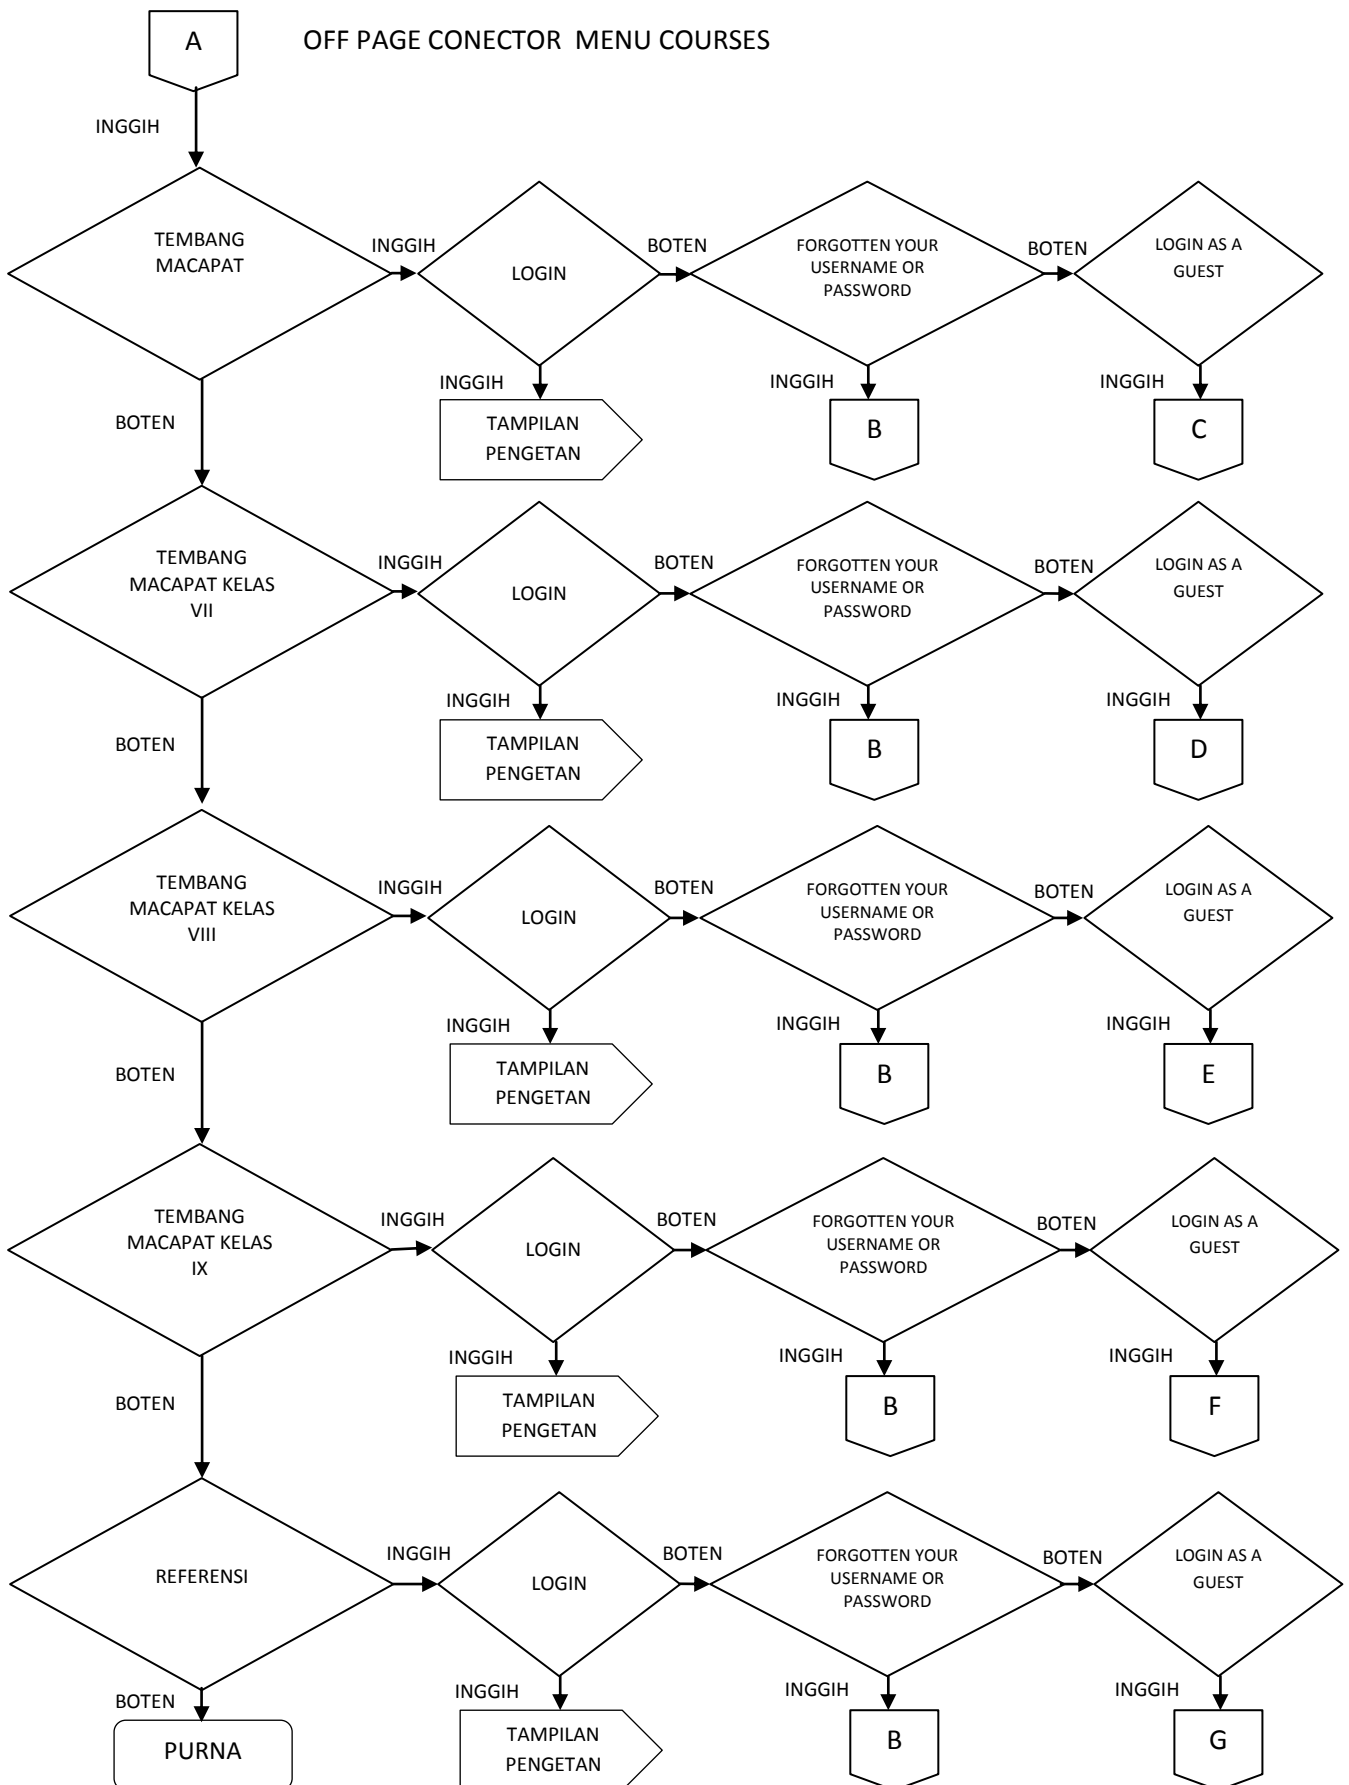 A
OFF PAGE CONECTOR MENU COURSES
INGGIH
TEMBANG
MACAPAT
INGGIH
LOGIN
BOTEN
FORGOTTEN YOUR
USERNAME OR
PASSWORD
BOTEN
LOGIN AS A
GUEST
INGGIH
INGGIH
INGGIH
BOTEN
TAMPILAN
PENGETAN
B
C
TEMBANG
MACAPAT KELAS
VII
INGGIH
LOGIN
BOTEN
FORGOTTEN YOUR
USERNAME OR
PASSWORD
BOTEN
LOGIN AS A
GUEST
INGGIH
INGGIH
INGGIH
BOTEN
TAMPILAN
PENGETAN
B
D
TEMBANG
MACAPAT KELAS
VIII
INGGIH
LOGIN
BOTEN
FORGOTTEN YOUR
USERNAME OR
PASSWORD
BOTEN
LOGIN AS A
GUEST
INGGIH
INGGIH
INGGIH
BOTEN
TAMPILAN
PENGETAN
B
E
TEMBANG
MACAPAT KELAS
IX
INGGIH
LOGIN
BOTEN
FORGOTTEN YOUR
USERNAME OR
PASSWORD
BOTEN
LOGIN AS A
GUEST
INGGIH
INGGIH
INGGIH
BOTEN
TAMPILAN
PENGETAN
B
F
REFERENSI
INGGIH
LOGIN
BOTEN
FORGOTTEN YOUR
USERNAME OR
PASSWORD
BOTEN
LOGIN AS A
GUEST
BOTEN
INGGIH
INGGIH
INGGIH
PURNA
TAMPILAN
PENGETAN
B
G